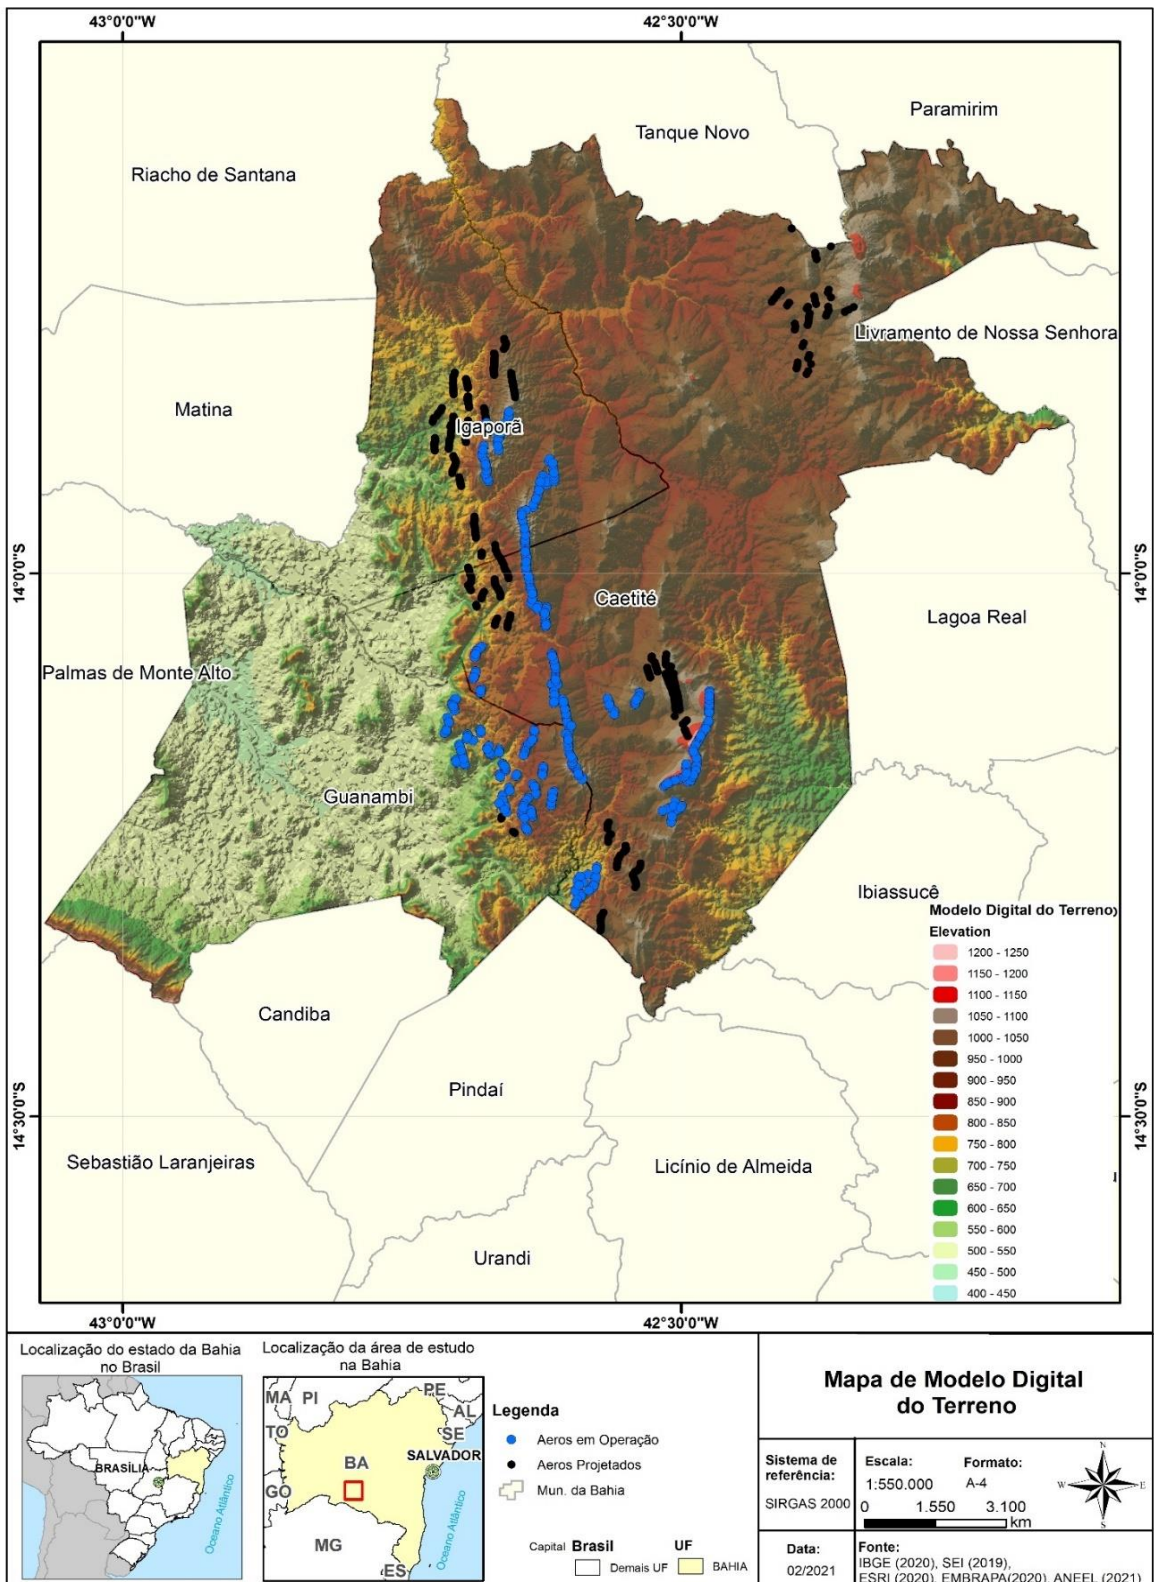 43°0'0"W
42°30'0"W
Paramirim
Tanque Novo
Riacho de Santana
Livramento de Nossa Senhora
Matina
Igaporã
14°0'0"S
14°0'0"S
Caetité
Lagoa Real
Palmas de Monte Alto
Guanambi
Ibiassucê
Modelo Digital do Terreno
Elevation
1200 - 1250
1150 - 1200
1100 - 1150
1050 - 1100
1000 - 1050
950 - 1000
900 - 950
850 - 900
800 - 850
750 - 800
700 - 750
650 - 700
600 - 650
550 - 600
500 - 550
450 - 500
400 - 450
Candiba
Pindaí
14°30'0"S
14°30'0"S
Sebastião Laranjeiras
Licínio de Almeida
Urandi
43°0'0"W
42°30'0"W
Localização do estado da Bahia
no Brasil
BRASÍLIA
Oceano Atlântico
Localização da área de estudo
na Bahia
MA
PI
PE
AL
TO
SE
BA
SALVADOR
GO
MG
ES
Oceano Atlântico
Legenda
Aeros em Operação
Aeros Projetados
Mun. da Bahia
Capital Brasil UF
Demais UF BAHIA
Mapa de Modelo Digital
do Terreno
Sistema de
referência:
SIRGAS 2000
Escala:
1:550.000
Formato:
A-4
0 1.550 3.100
km
N
E
S
W
Data:
02/2021
Fonte:
IBGE (2020), SEI (2019),
ESRI (2020), EMBRAPA(2020), ANEEL (2021)